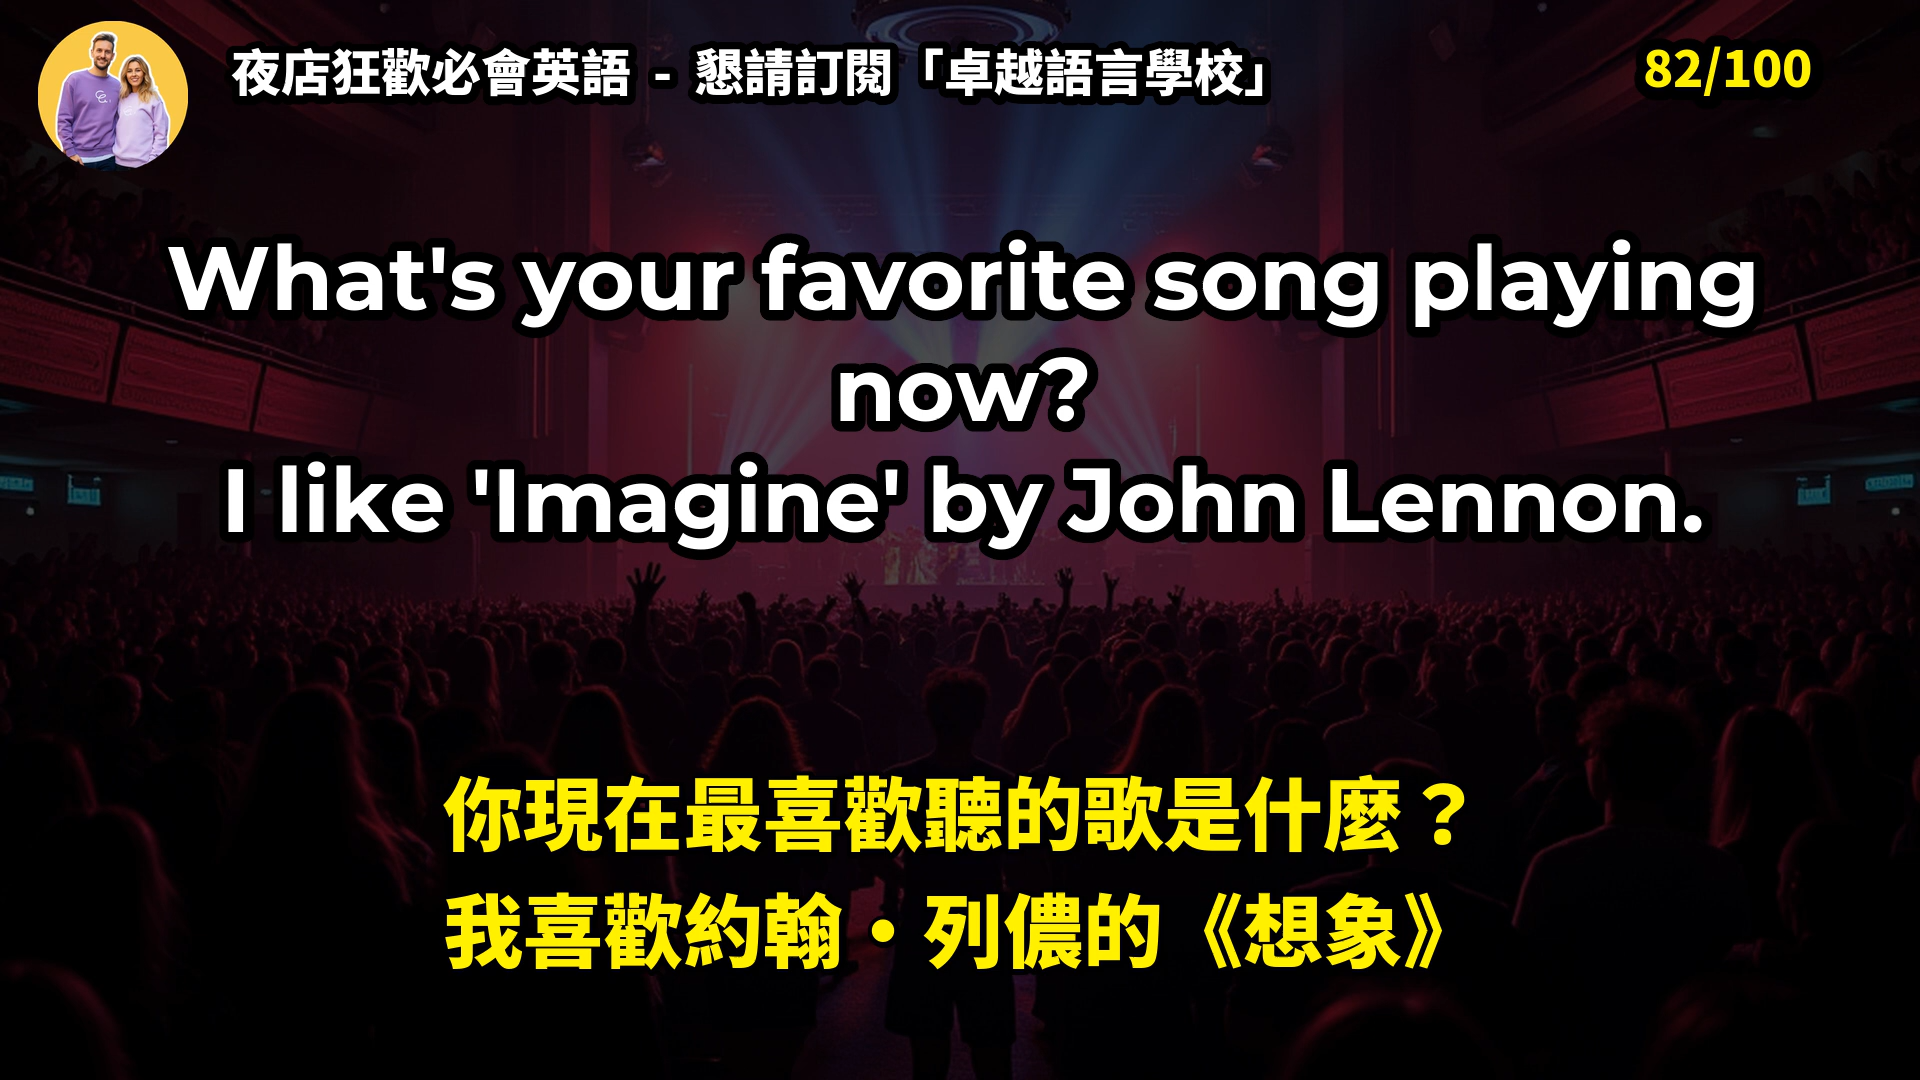 夜店狂歡必會英語 - 懇請訂閱「卓越語言學校」
82/100
What's your favorite song playing
now?
I like 'Imagine' by John Lennon.
你現在最喜歡聽的歌是什麼？
我喜歡約翰·列儂的《想象》